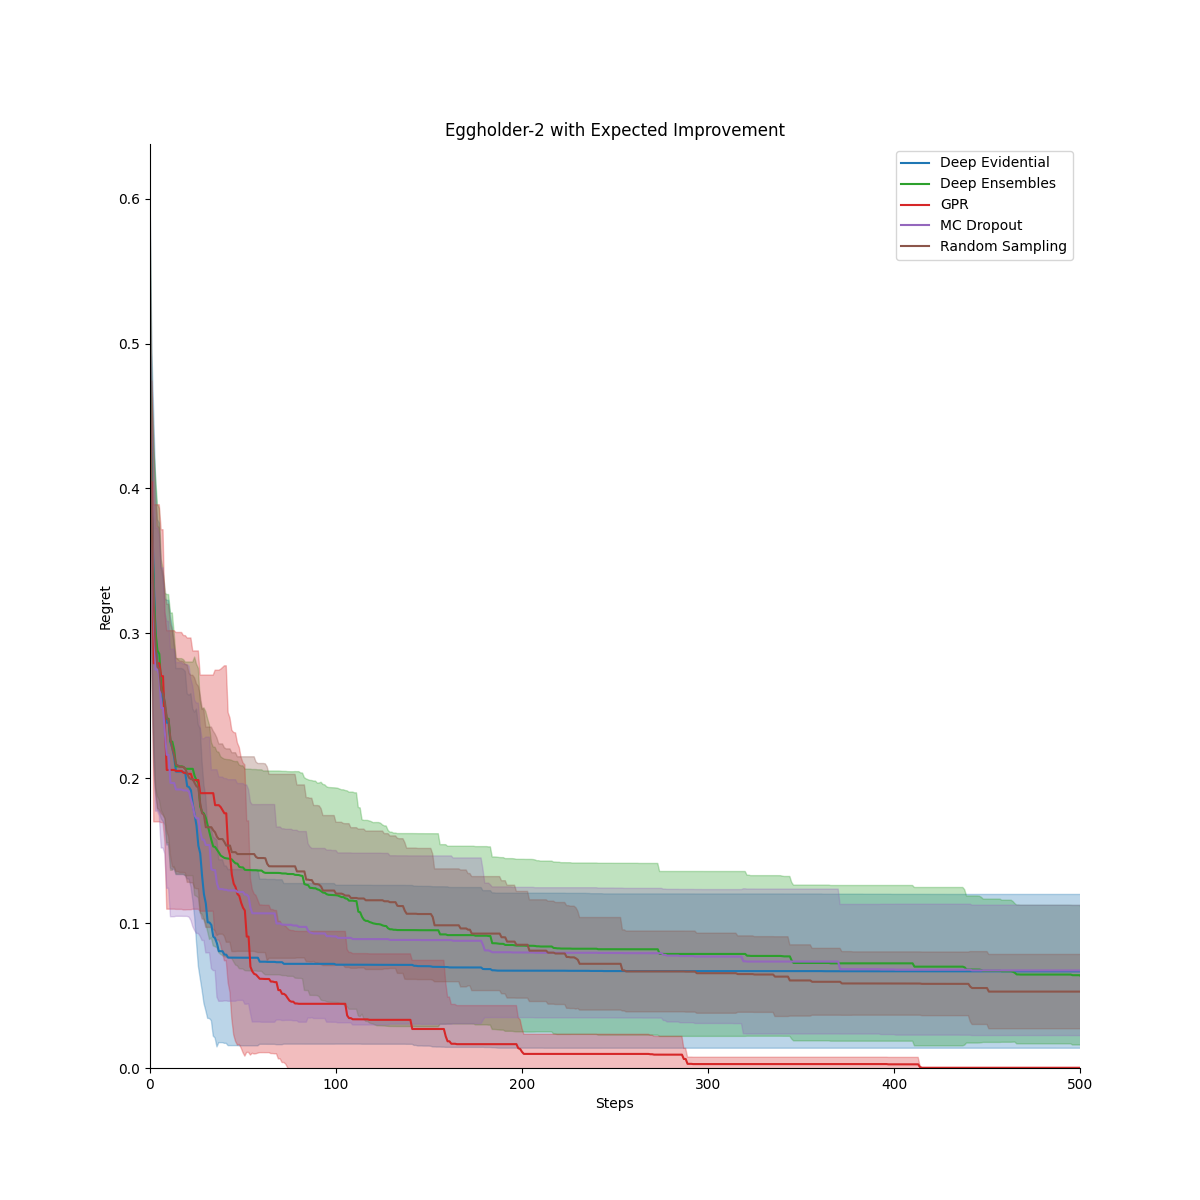 Eggholder-2 with Expected Improvement
Deep Evidential
Deep Ensembles
GPR
MC Dropout
Random Sampling
Regret
0.6
0.5
0.4
0.3
0.2
0.1
0.0
0 100 200 300 400 500
Steps